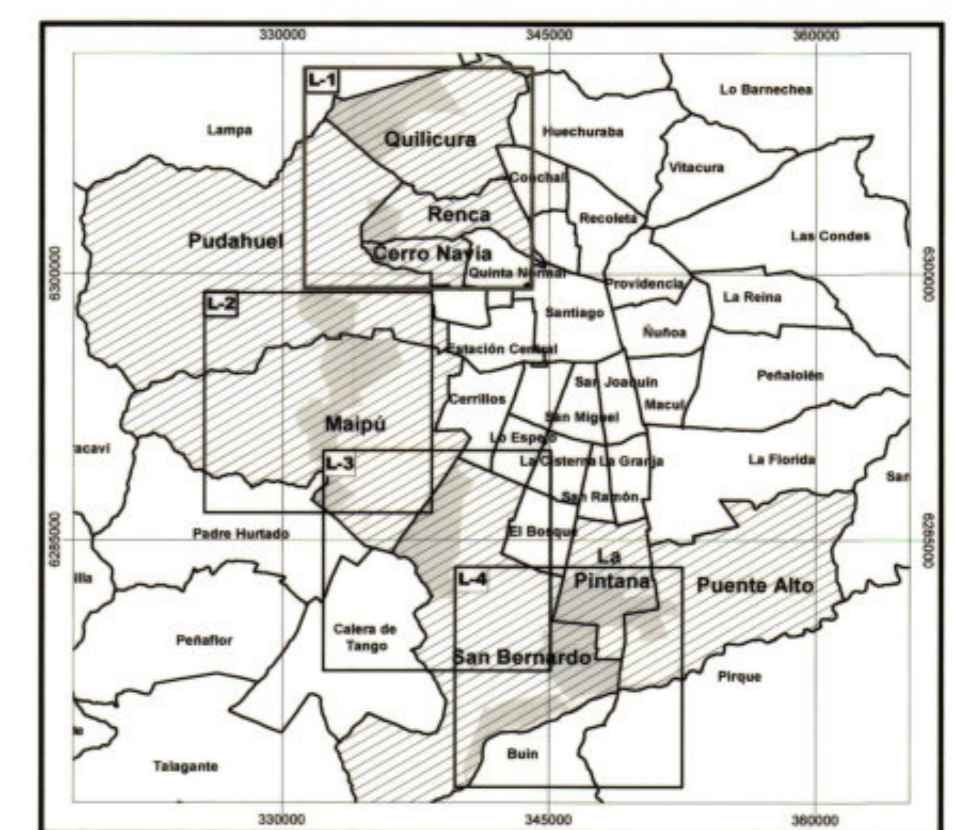 330000 345000 360000
L-1
Lo Barnechea
Lampa
Huechuraba
Quilicura
Vitacura
Conchalí
Renca
Recoleta
Pudahuel
Las Condes
Cerro Navia
6300000
6300000
Quinta Normal
Providencia
L-2
La Reina
Santiago
Ñuñoa
Estación Central
San Joaquín
Peñalolén
Cerrillos
Macul
San Miguel
Maipú
Lo Espejo
acaví
L-3
La Cisterna
La Granja
La Florida
San
San Ramón
Padre Hurtado
El Bosque
6285000
6285000
La
Pintana
illa
L-4
Puente Alto
Peñaflor
Calera de
Tango
San Bernardo
Pirque
te
Buin
Talagante
330000 345000 360000